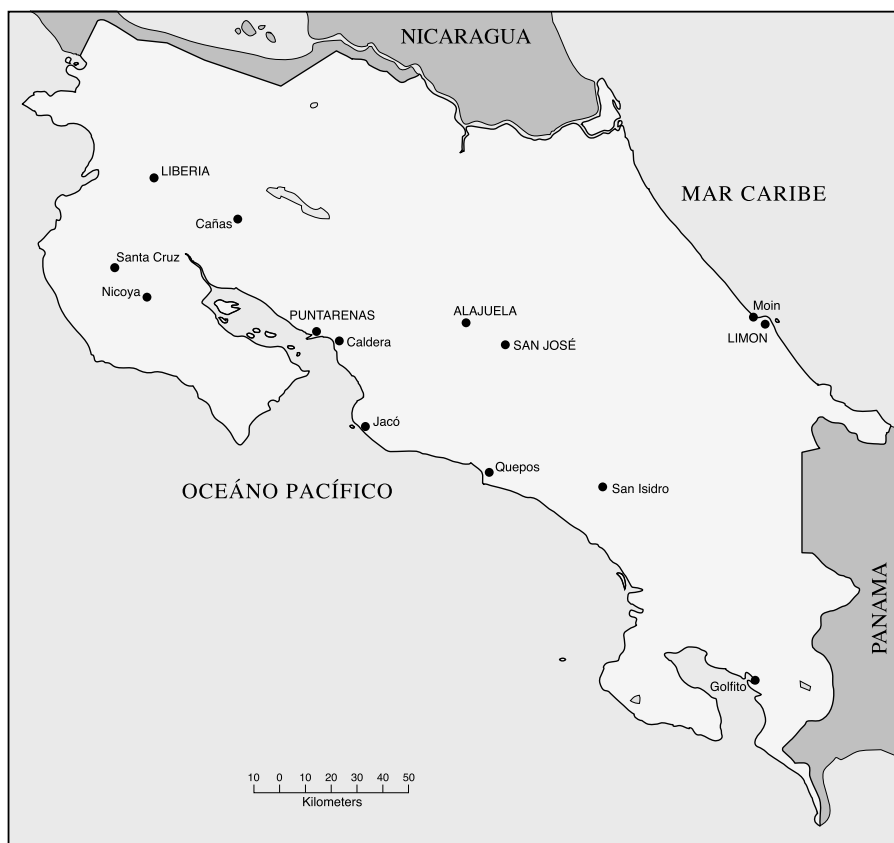 NICARAGUA
LIBERIA
MAR CARIBE
Cañas
Santa Cruz
Nicoya
PUNTARENAS
ALAJUELA
Moin
Caldera
SAN JOSÉ
LIMON
Jacó
Quepos
OCEÁNO PACÍFICO
San Isidro
PANAMA
Golfito
10 0 10 20 30 40 50
Kilometers